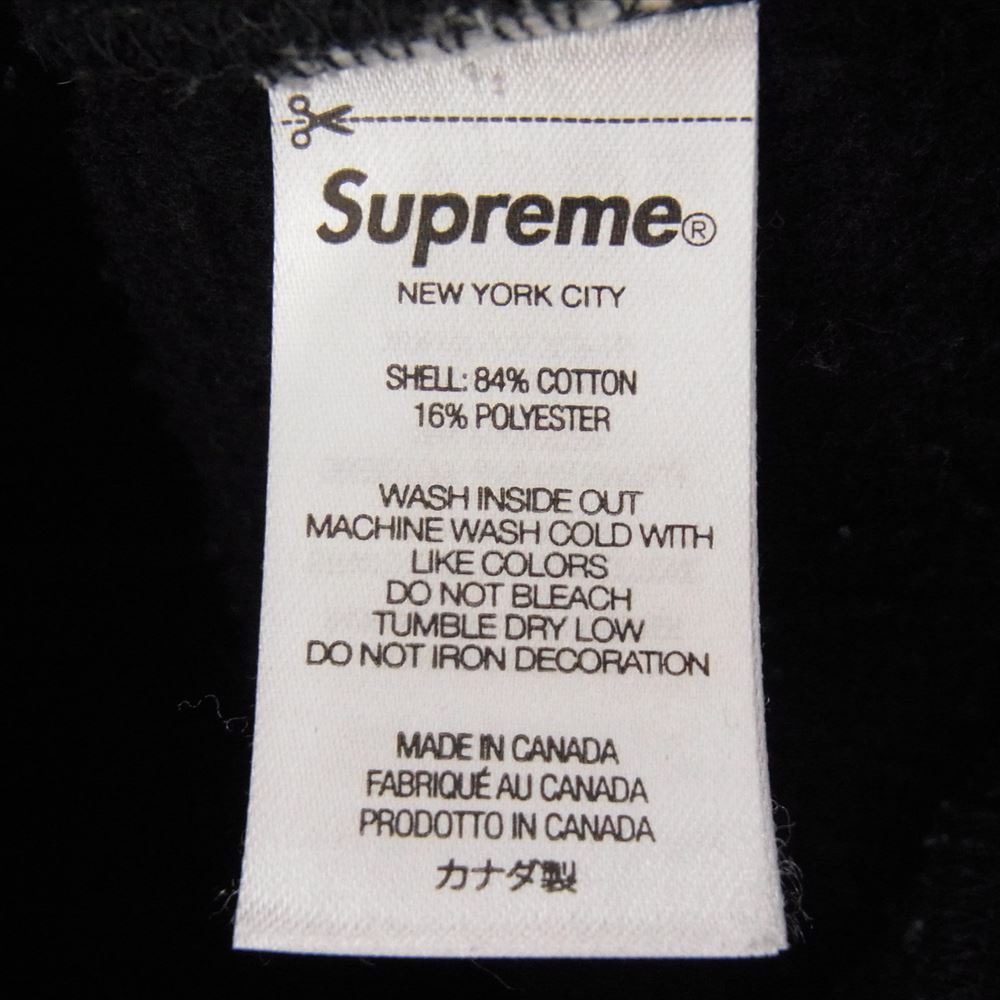 Supreme®
NEW YORK CITY
SHELL: 84% COTTON
16% POLYESTER
WASH INSIDE OUT
MACHINE WASH COLD WITH
LIKE COLORS
DO NOT BLEACH
TUMBLE DRY LOW
DO NOT IRON DECORATION
MADE IN CANADA
FABRIQUÉ AU CANADA
PRODOTTO IN CANADA
カナダ製